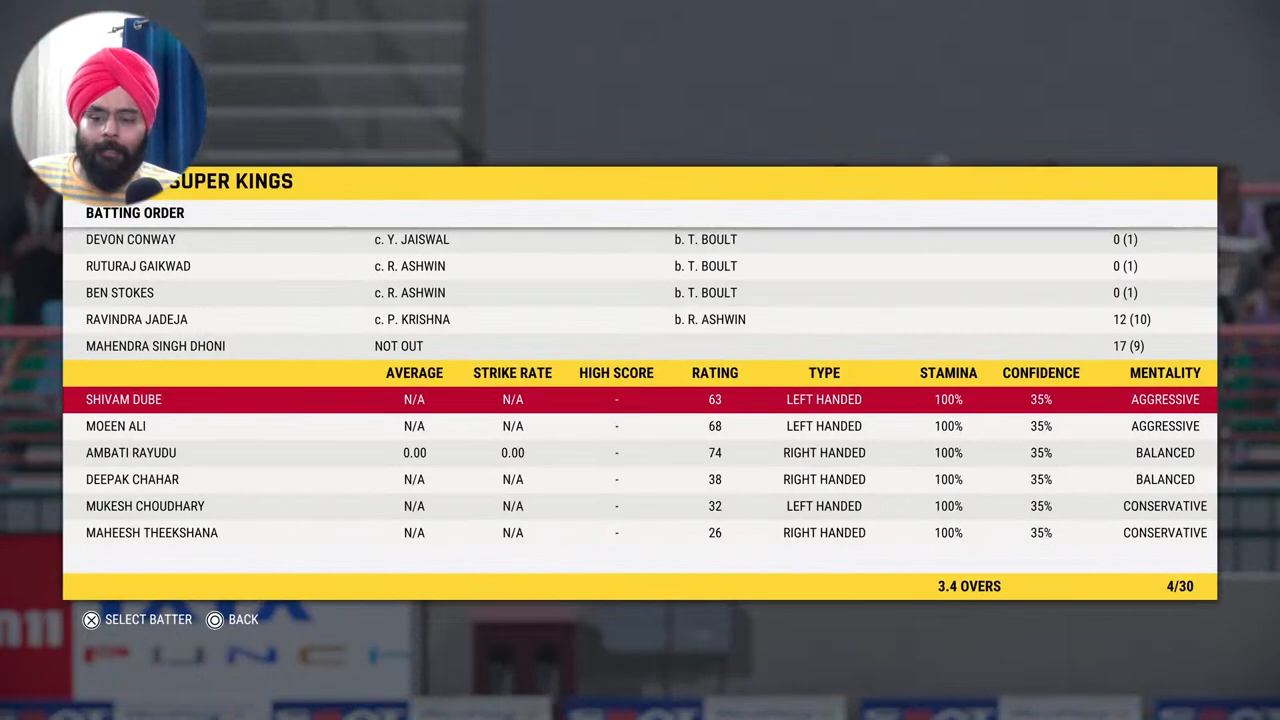 SUPER KINGS
BATTING ORDER
DEVON CONWAY c. Y. JAISWAL b. T. BOULT 0 (1)
RUTURAJ GAIKWAD c. R. ASHWIN b. T. BOULT 0 (1)
BEN STOKES c. R. ASHWIN b. T. BOULT 0 (1)
RAVINDRA JADEJA c. P. KRISHNA b. R. ASHWIN 12 (10)
MAHENDRA SINGH DHONI NOT OUT 17 (9)
AVERAGE STRIKE RATE HIGH SCORE RATING TYPE STAMINA CONFIDENCE MENTALITY
SHIVAM DUBE N/A N/A - 63 LEFT HANDED 100% 35% AGGRESSIVE
MOEEN ALI N/A N/A - 68 LEFT HANDED 100% 35% AGGRESSIVE
AMBATI RAYUDU 0.00 0.00 - 74 RIGHT HANDED 100% 35% BALANCED
DEEPAK CHAHAR N/A N/A - 38 RIGHT HANDED 100% 35% BALANCED
MUKESH CHOUDHARY N/A N/A - 32 LEFT HANDED 100% 35% CONSERVATIVE
MAHEESH THEEKSHANA N/A N/A - 26 RIGHT HANDED 100% 35% CONSERVATIVE
3.4 OVERS 4/30
SELECT BATTER BACK
PUNCH